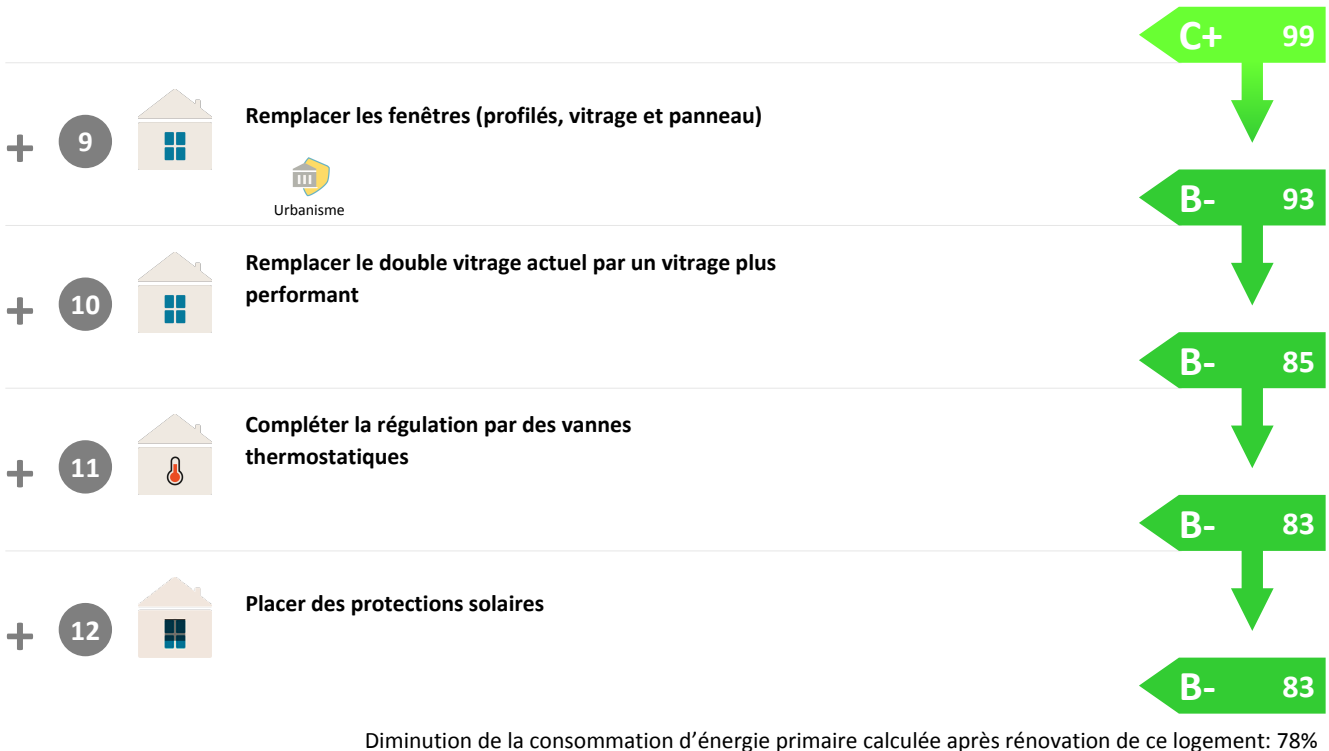 C+ 99
+ 9 Remplacer les fenêtres (profilés, vitrage et panneau)
Urbanisme
B- 93
Remplacer le double vitrage actuel par un vitrage plus
+ 10 performant
B- 85
Compléter la régulation par des vannes
+ 11 thermostatiques
B- 83
+ 12 Placer des protections solaires
B- 83
Diminution de la consommation d’énergie primaire calculée après rénovation de ce logement: 78%